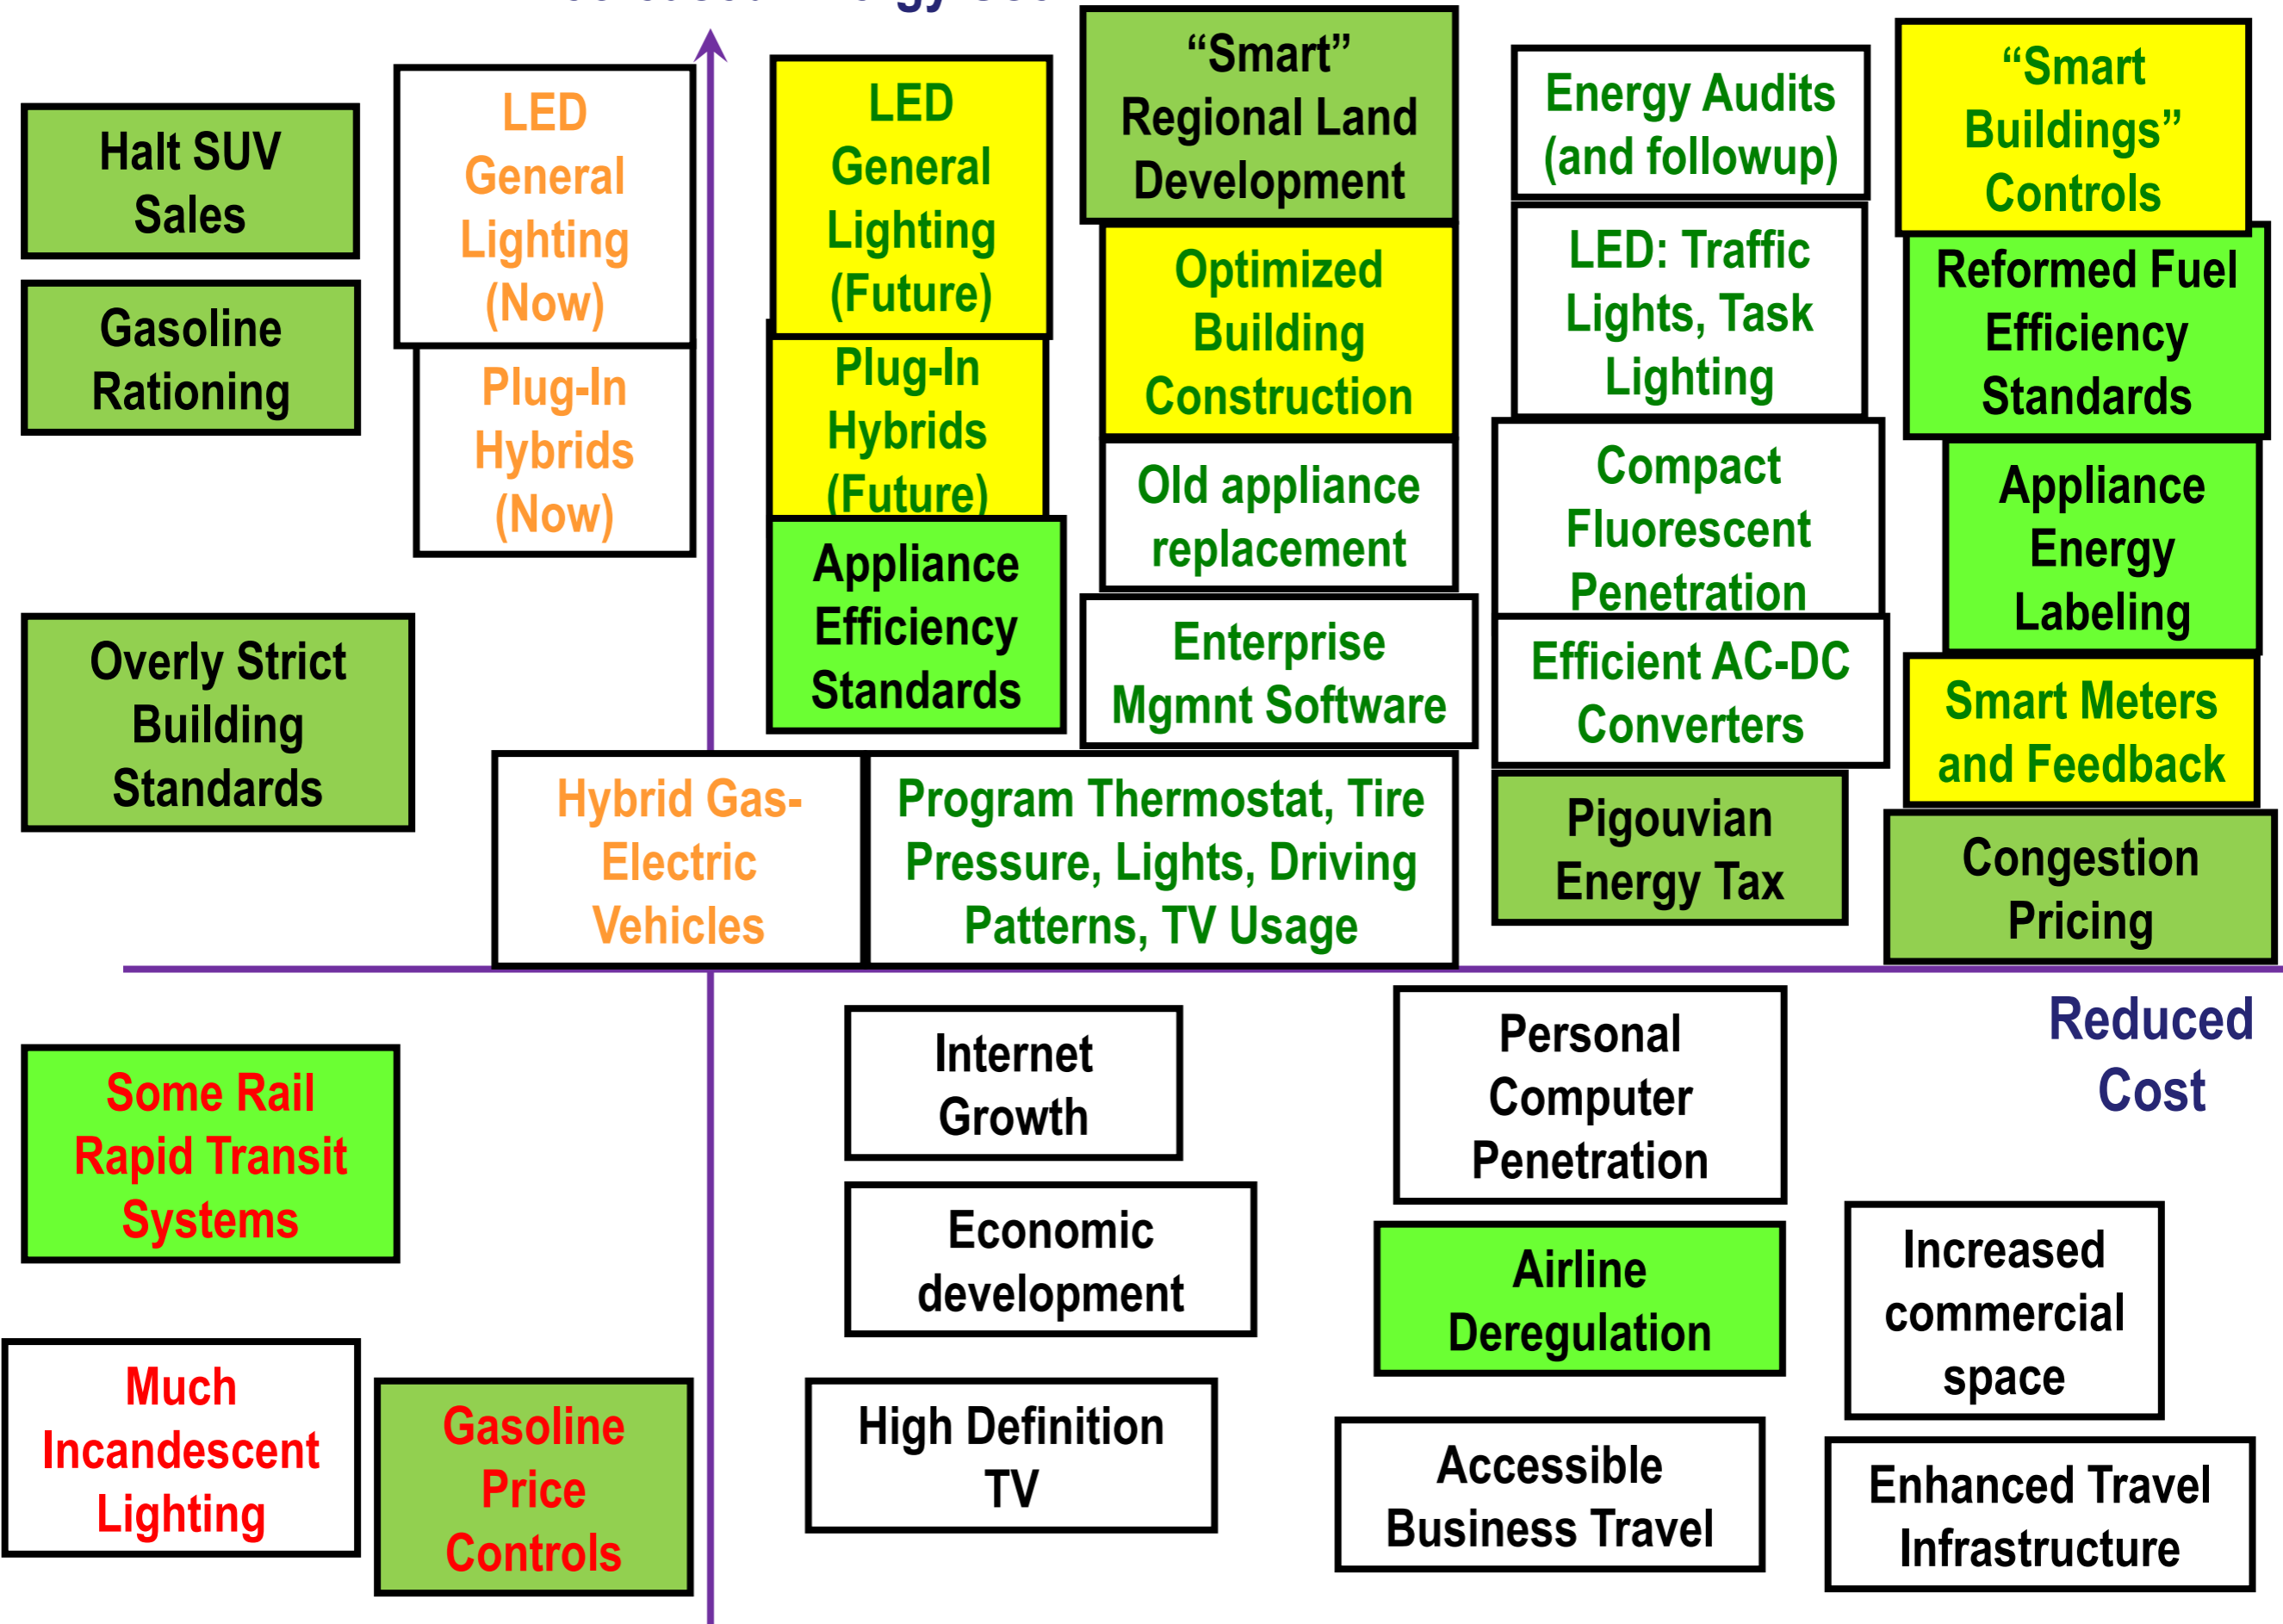 Halt SUV
Sales
Gasoline
Rationing
LED
General
Lighting
(Now)
Plug-In
Hybrids
(Now)
Overly Strict
Building
Standards
Hybrid Gas-
Electric
Vehicles
LED
General
Lighting
(Future)
Plug-In
Hybrids
(Future)
Appliance
Efficiency
Standards
“Smart”
Regional Land
Development
Optimized
Building
Construction
Old appliance
replacement
Enterprise
Mgmnt Software
Program Thermostat, Tire
Pressure, Lights, Driving
Patterns, TV Usage
Energy Audits
(and followup)
LED: Traffic
Lights, Task
Lighting
Compact
Fluorescent
Penetration
Efficient AC-DC
Converters
Pigouvian
Energy Tax
“Smart
Buildings”
Controls
Reformed Fuel
Efficiency
Standards
Appliance
Energy
Labeling
Smart Meters
and Feedback
Congestion
Pricing
Reduced
Cost
Some Rail
Rapid Transit
Systems
Much
Incandescent
Lighting
Gasoline
Price
Controls
Internet
Growth
Economic
development
High Definition
TV
Personal
Computer
Penetration
Airline
Deregulation
Accessible
Business Travel
Increased
commercial
space
Enhanced Travel
Infrastructure